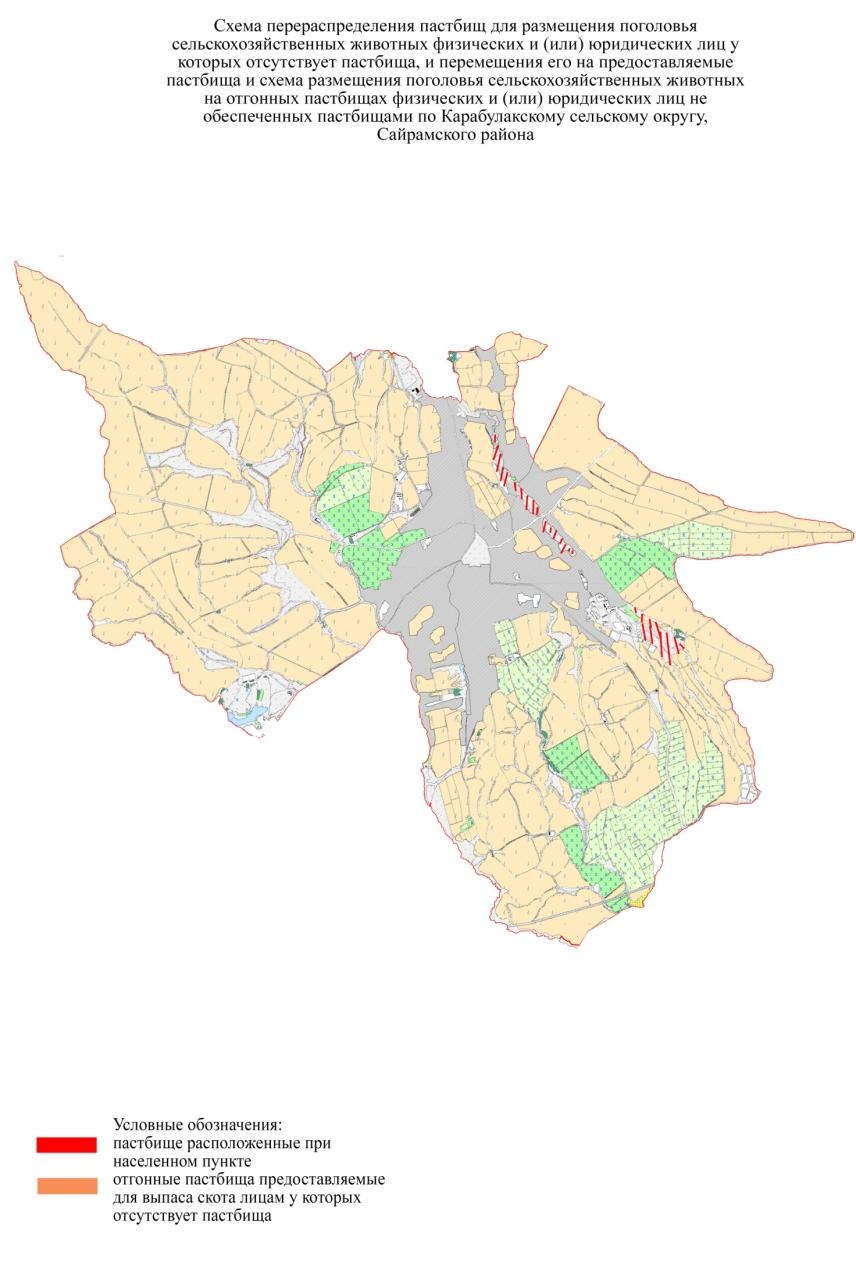 Схема перераспределения пастбищ для размещения поголовья
сельскохозяйственных животных физических и (или) юридических лиц у
которых отсутствует пастбища, и перемещения его на предоставляемые
пастбища и схема размещения поголовья сельскохозяйственных животных
на отгонных пастбищах физических и (или) юридических лиц не
обеспеченных пастбищами по Карабулакскому сельскому округу,
Сайрамского района
Условные обозначения:
пастбище расположенные при
населенном пункте
отгонные пастбища предоставляемые
для выпаса скота лицам у которых
отсутствует пастбища